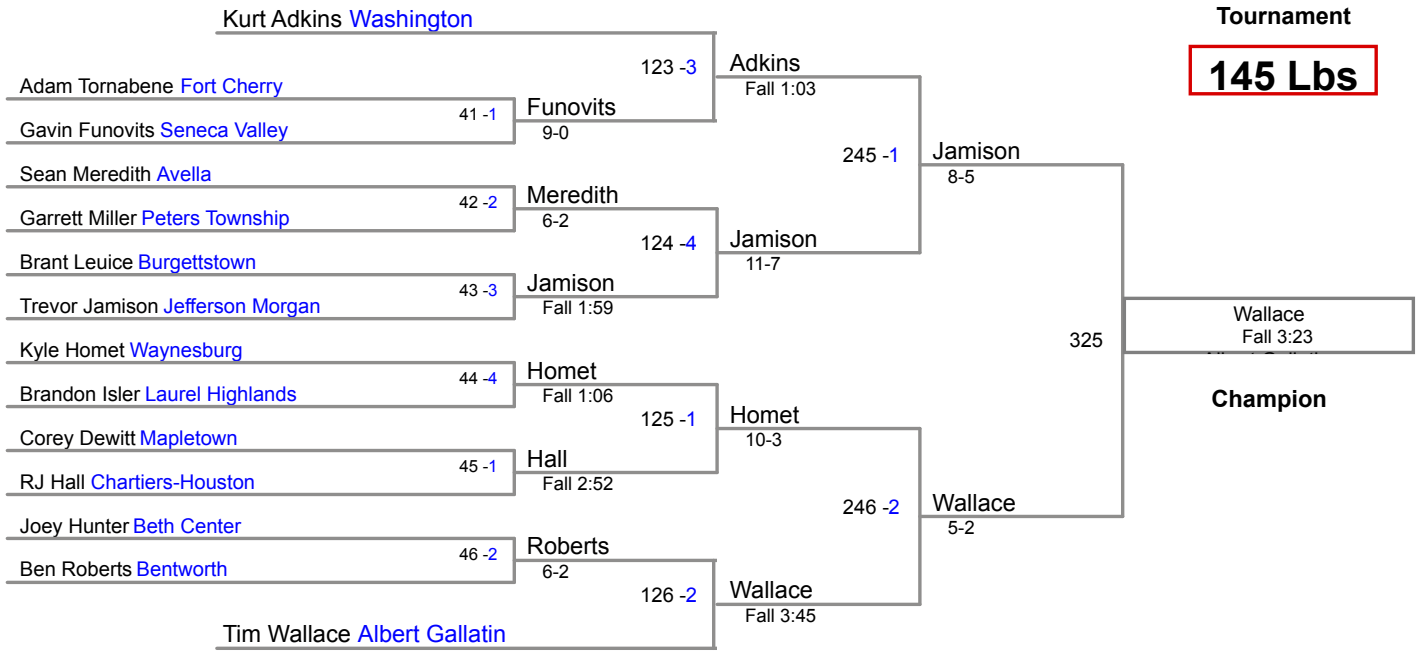 Kurt Adkins Washington
Tournament
145 Lbs
123 -3
Adkins
Fall 1:03
Adam Tornabene Fort Cherry
41 -1
Funovits
9-0
Gavin Funovits Seneca Valley
245 -1
Jamison
8-5
Sean Meredith Avella
42 -2
Meredith
6-2
Garrett Miller Peters Township
124 -4
Jamison
11-7
Brant Leuice Burgettstown
43 -3
Jamison
Fall 1:59
Trevor Jamison Jefferson Morgan
325
Wallace
Fall 3:23
Champion
Kyle Homet Waynesburg
44 -4
Homet
Fall 1:06
Brandon Isler Laurel Highlands
125 -1
Homet
10-3
Corey Dewitt Mapletown
45 -1
Hall
Fall 2:52
RJ Hall Chartiers-Houston
246 -2
Wallace
5-2
Joey Hunter Beth Center
46 -2
Roberts
6-2
Ben Roberts Bentworth
126 -2
Wallace
Fall 3:45
Tim Wallace Albert Gallatin